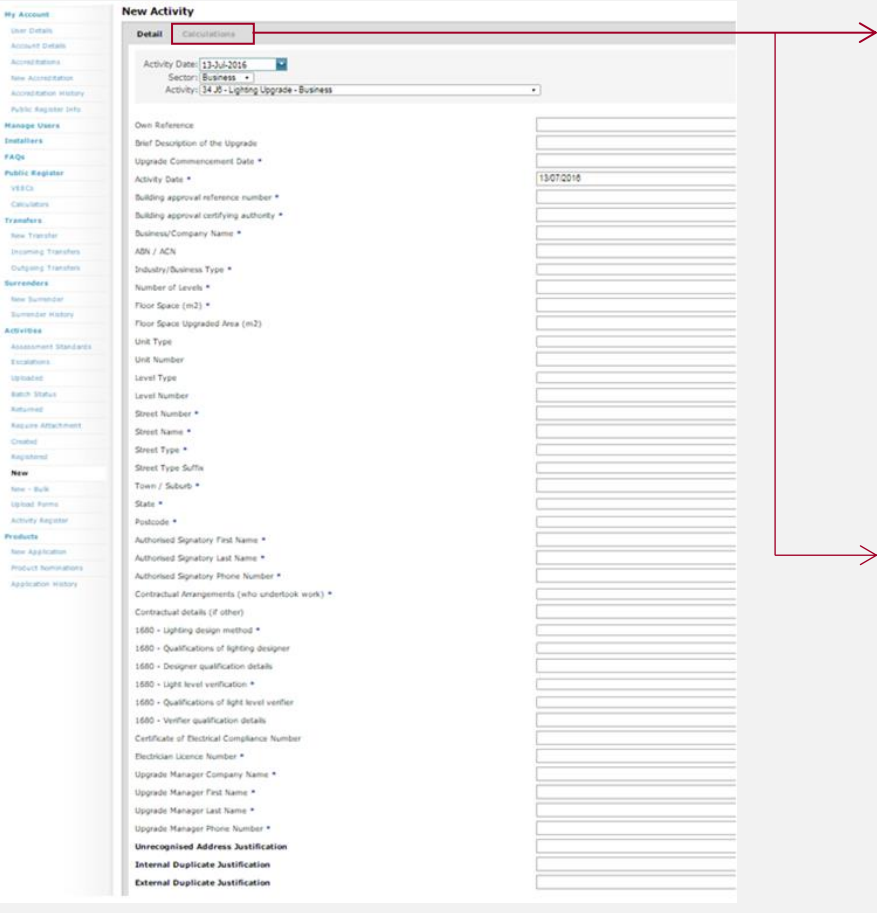 My Account
User Details
Account Details
Accreditations
New Accreditation
Accreditation History
Public Register Info
Manage Users
Installers
FAQs
Public Register
VEECs
Calculators
Transfers
New Transfer
Incoming Transfers
Outgoing Transfers
Surrenders
New Surrender
Surrender History
Activities
Assessment Standards
Escalations
Uploaded
Batch Status
Returned
Require Attachment
Created
Registered
New
New - Bulk
Upload Forms
Activity Register
Products
New Application
Product Nominations
Application History
New Activity
Detail Calculations
Activity Date: 13-Jul-2016
Sector: Business
Activity: 34 J6 - Lighting Upgrade - Business
Own Reference
Brief Description of the Upgrade
Upgrade Commencement Date *
Activity Date * 13/07/2016
Building approval reference number *
Building approval certifying authority *
Business/Company Name *
ABN / ACN
Industry/Business Type *
Number of Levels *
Floor Space (m2) *
Floor Space Upgraded Area (m2)
Unit Type
Unit Number
Level Type
Level Number
Street Number *
Street Name *
Street Type *
Street Type Suffix
Town / Suburb *
State *
Postcode *
Authorised Signatory First Name *
Authorised Signatory Last Name *
Authorised Signatory Phone Number *
Contractual Arrangements (who undertook work) *
Contractual details (if other)
1680 - Lighting design method *
1680 - Qualifications of lighting designer
1680 - Designer qualification details
1680 - Light level verification *
1680 - Qualifications of light level verifier
1680 - Verifier qualification details
Certificate of Electrical Compliance Number
Electrician Licence Number *
Upgrade Manager Company Name *
Upgrade Manager First Name *
Upgrade Manager Last Name *
Upgrade Manager Phone Number *
Unrecognised Address Justification
Internal Duplicate Justification
External Duplicate Justification